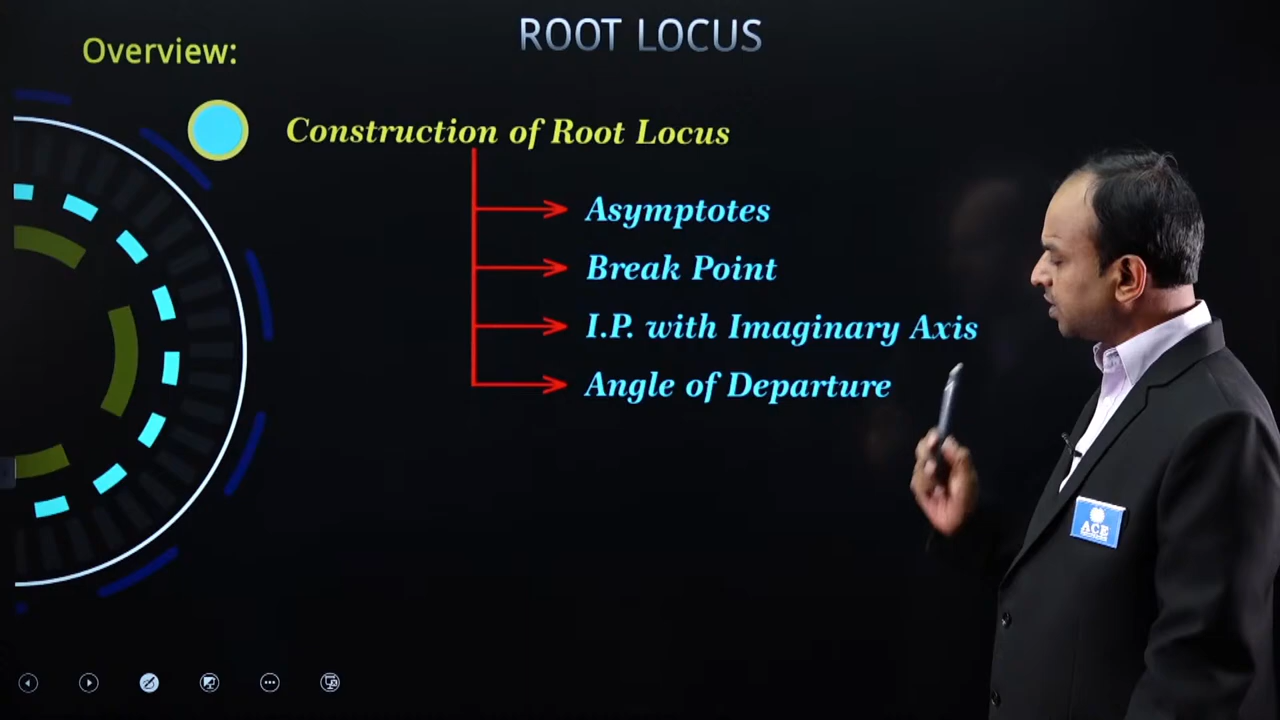 ROOT LOCUS
Overview:
Construction of Root Locus
Asymptotes
Break Point
I.P. with Imaginary Axis
Angle of Departure
ACE